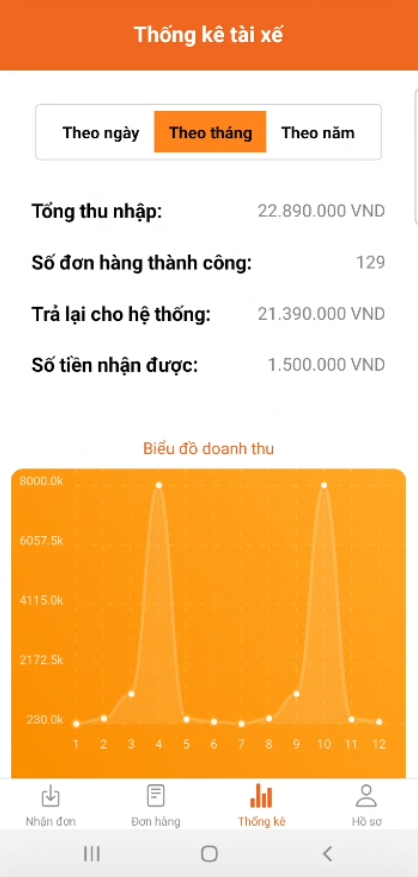 Thống kê tài xế
Theo ngày Theo tháng Theo năm
Tổng thu nhập: 22.890.000 VND
Số đơn hàng thành công: 129
Trả lại cho hệ thống: 21.390.000 VND
Số tiền nhận được: 1.500.000 VND
Biểu đồ doanh thu
8000.0k
6057.5k
4115.0k
2172.5k
230.0k
1 2 3 4 5 6 7 8 9 10 11 12
Nhận đơn Đơn hàng Thống kê Hồ sơ